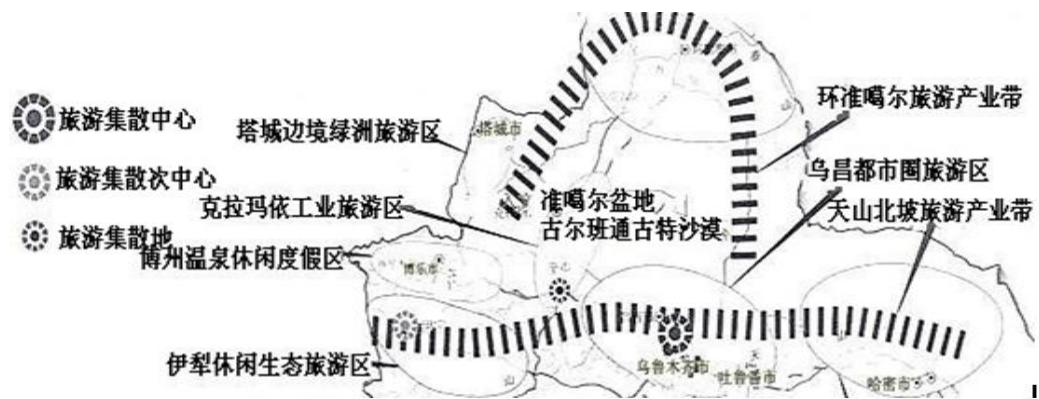 旅游集散中心
旅游集散次中心
旅游集散地
塔城边境绿洲旅游区
塔城市
克拉玛依工业旅游区
博州温泉休闲度假区
博乐市
伊犁休闲生态旅游区
准噶尔盆地
古尔班通古特沙漠
环准噶尔旅游产业带
乌昌都市圈旅游区
天山北坡旅游产业带
乌鲁木齐市
吐鲁番市
哈密市
山
天